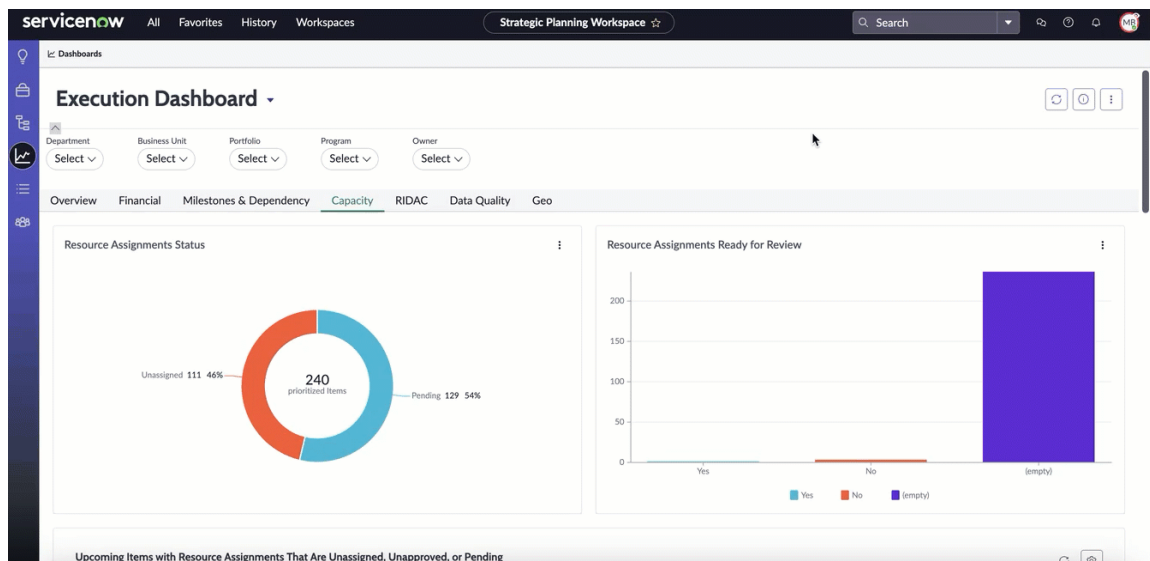 servicenow All Favorites History Workspaces Strategic Planning Workspace Search MR
Dashboards
Execution Dashboard
Department Business Unit Portfolio Program Owner
Select Select Select Select Select
Overview Financial Milestones & Dependency Capacity RIDAC Data Quality Geo
Resource Assignments Status
Unassigned 111 46%
240
prioritized items
Pending 129 54%
Resource Assignments Ready for Review
200
150
100
50
0
Yes No (empty)
Yes No (empty)
Upcoming Items with Resource Assignments That Are Unassigned, Unapproved, or Pending